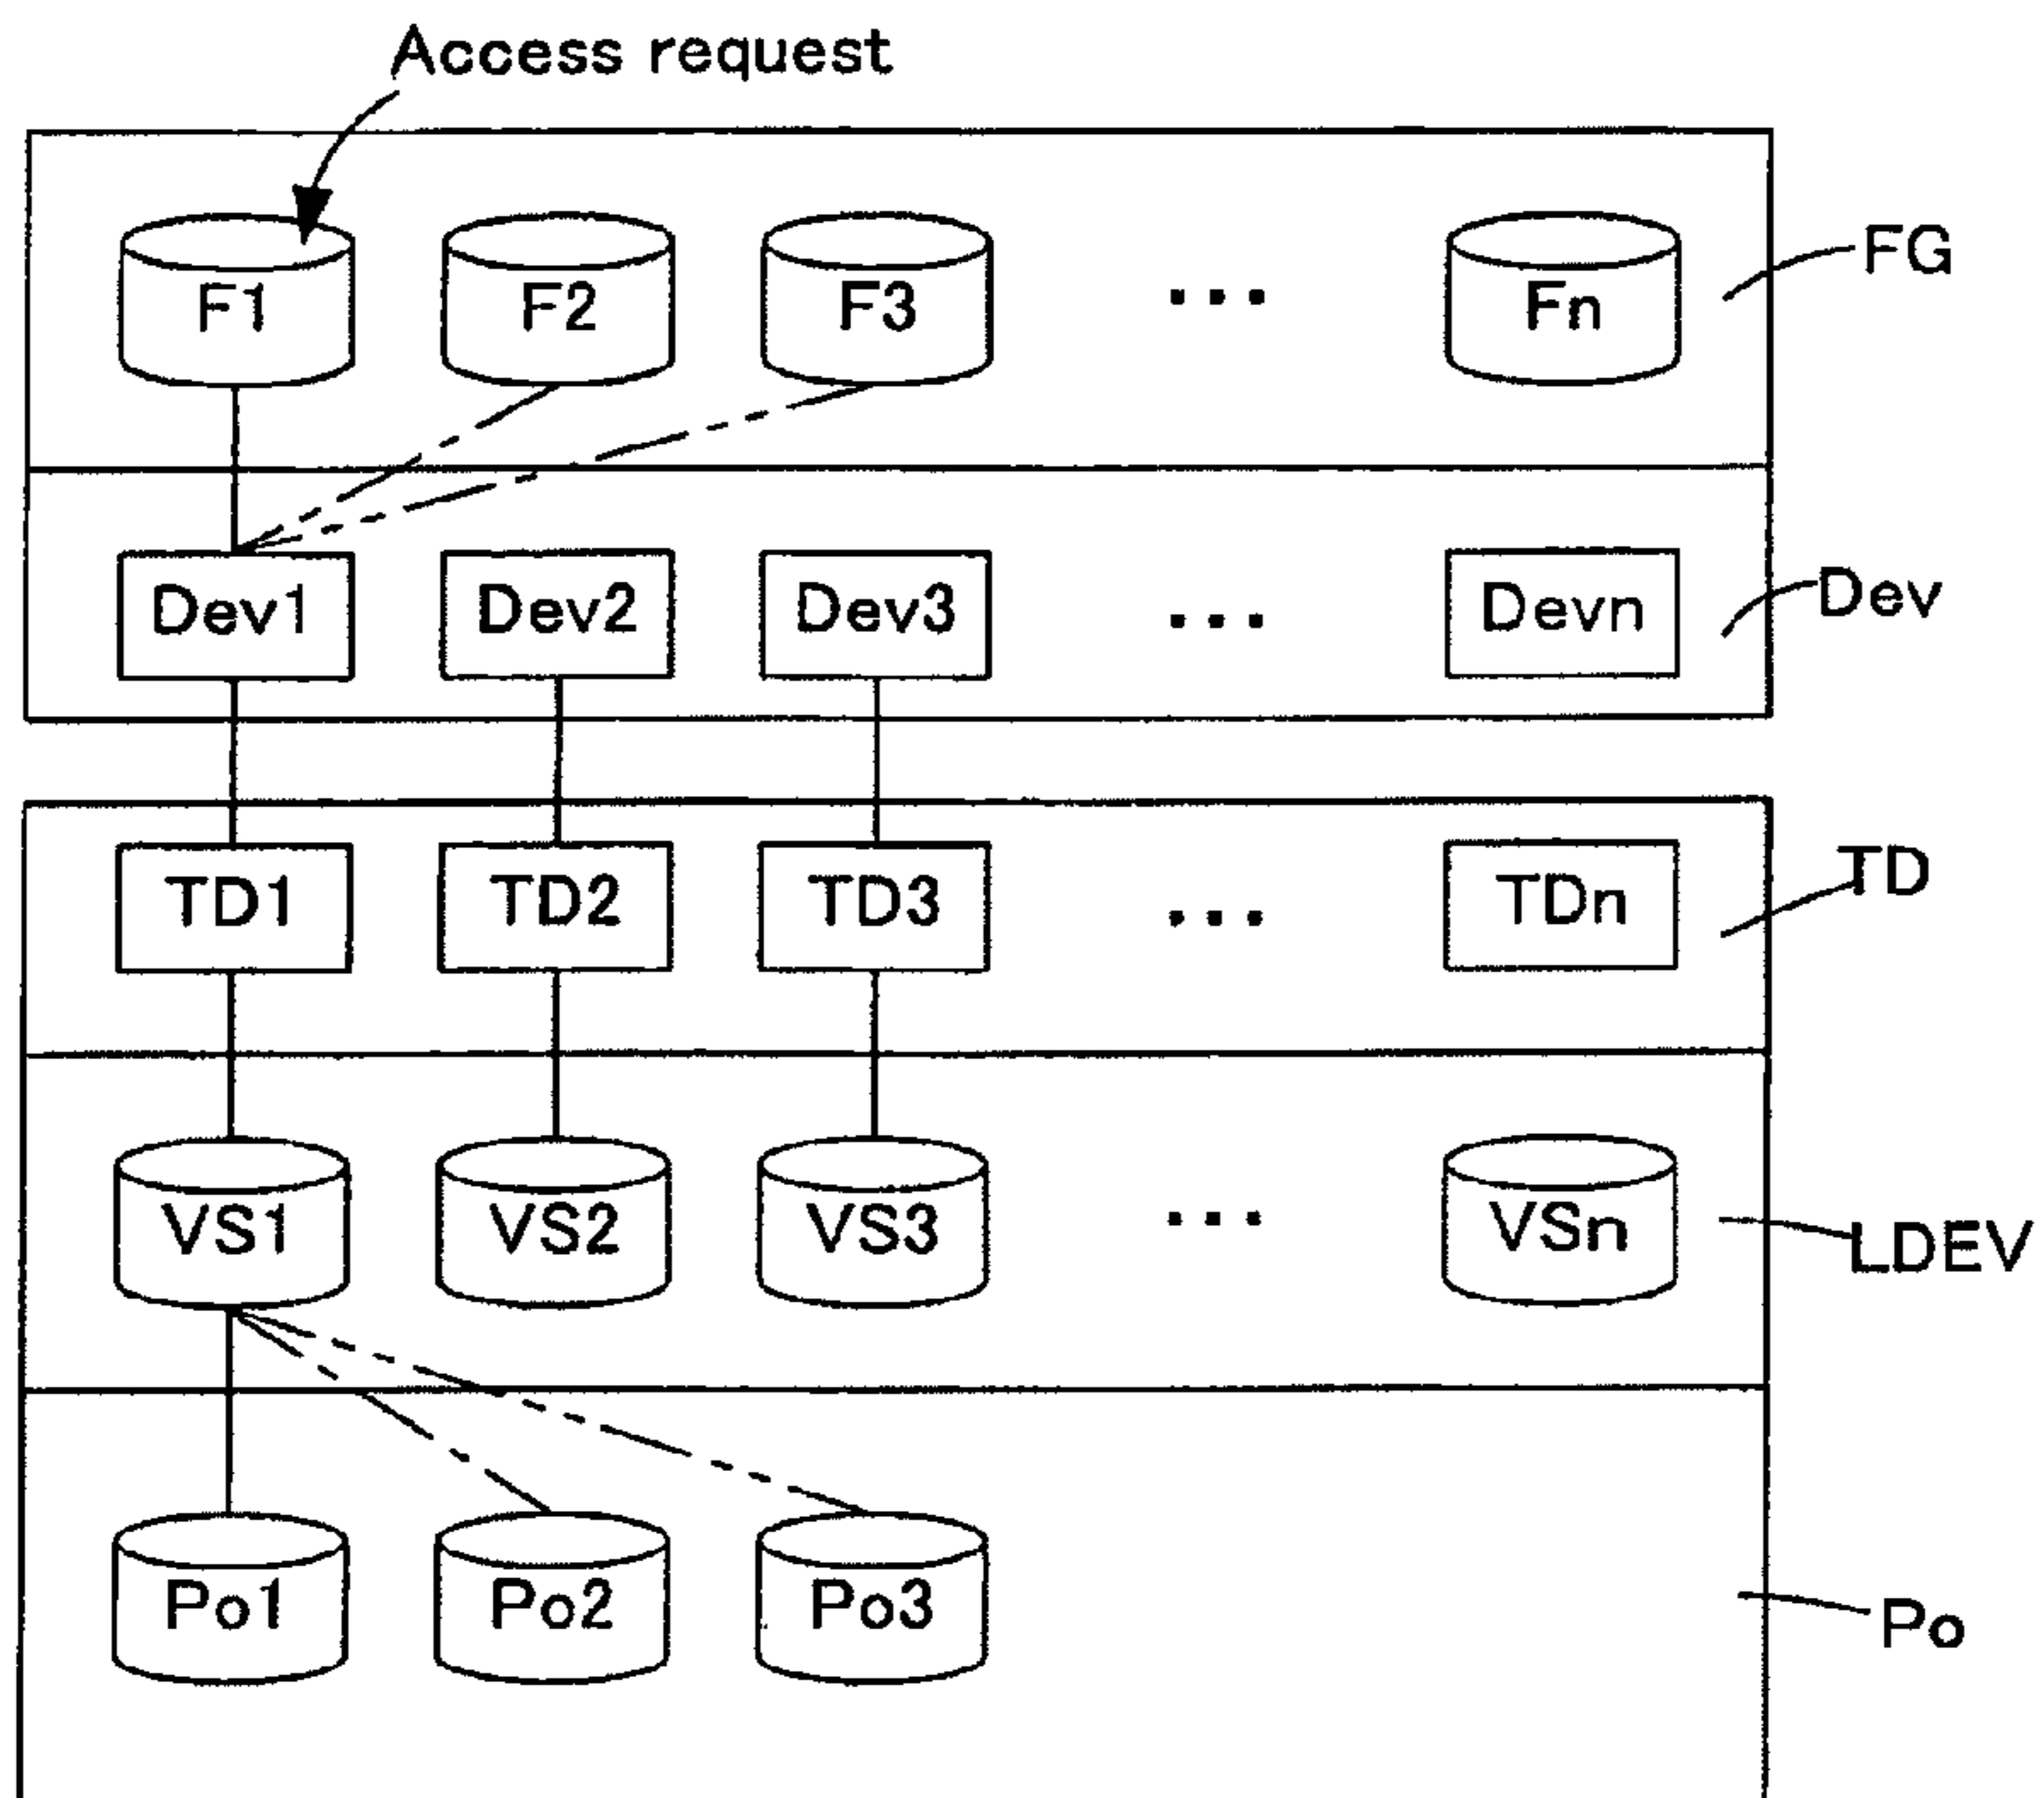 Access request
F1 F2 F3 ... Fn FG
Dev1 Dev2 Dev3 ... Devn Dev
TD1 TD2 TD3 ... TDn TD
VS1 VS2 VS3 ... VSn LDEV
Po1 Po2 Po3 Po